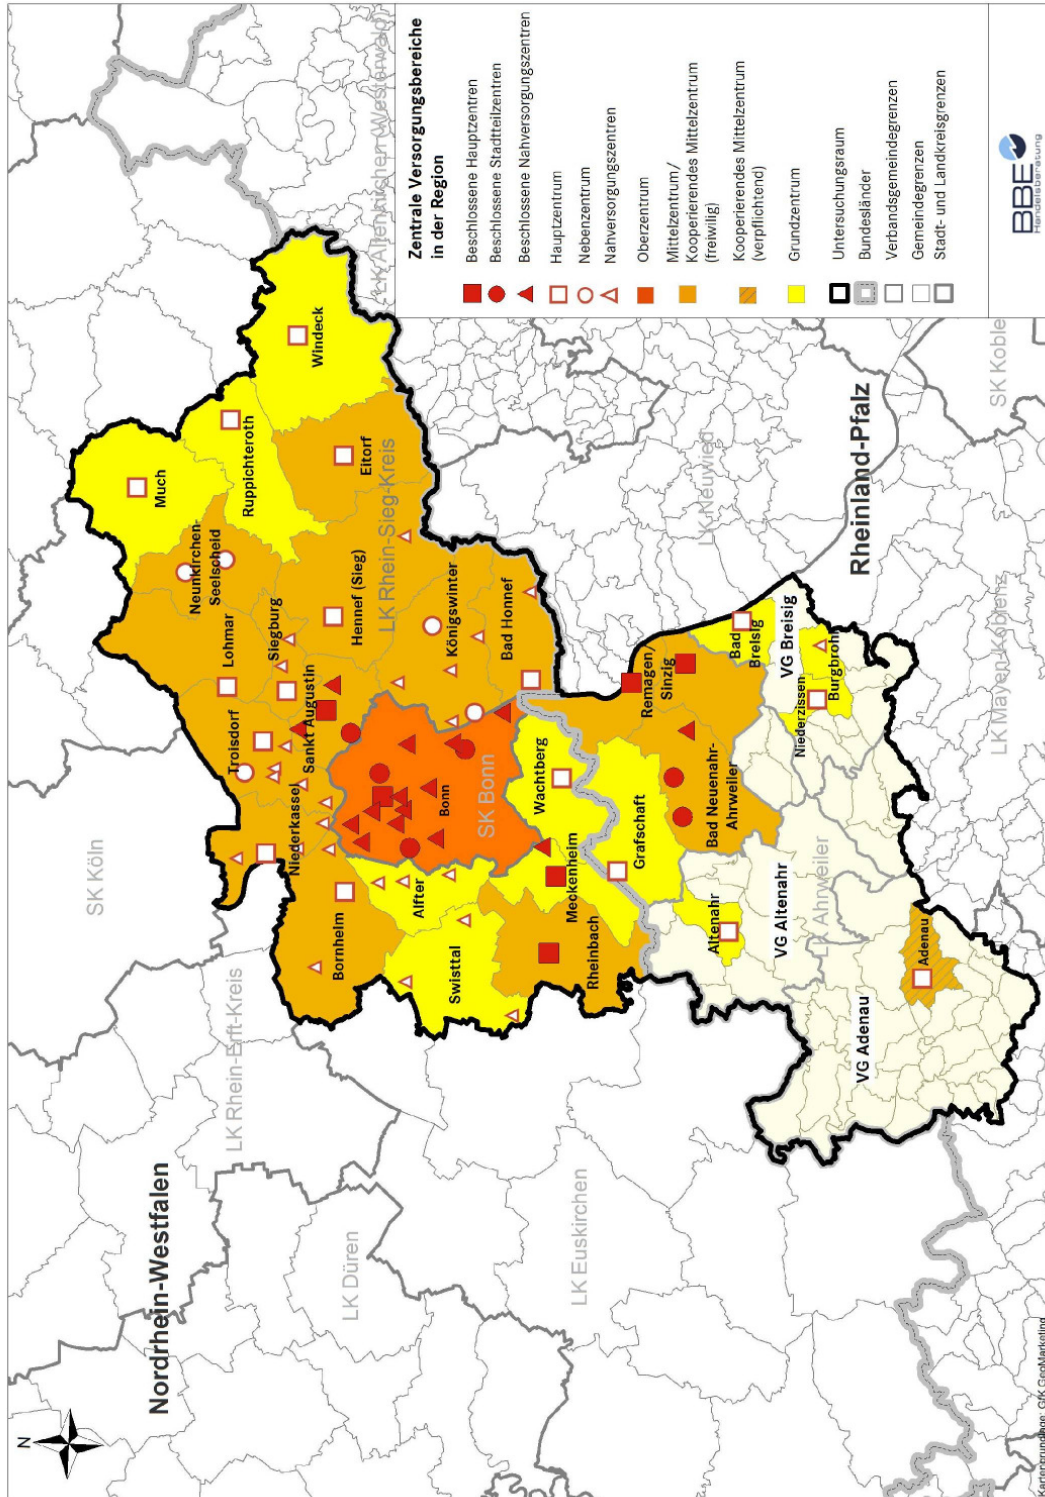 N
Nordrhein-Westfalen
SK Köln
LK Rhein-Erft-Kreis
LK Düren
LK Euskirchen
Much
Ruppichteroth
Windeck
Neunkirchen-
Seelscheid
Eitorf
Lohmar
Siegburg
Hennef (Sieg)
LK Rhein-Sieg-Kreis
Troisdorf
Sankt Augustin
Königswinter
Bad Honnef
Niederkassel
Bonn
SK Bonn
Bornheim
Alfter
Swisttal
Wachtberg
Meckenheim
Rheinbach
Grafschaft
Remagen/
Sinzig
Bad Neuenahr-
Ahrweiler
Bad
Breisig
VG Breisig
Niederzissen
Burgbrohl
Altenahr
VG Altenahr
LK Ahrweiler
Adenau
VG Adenau
LK Altenkirchen (Westerwald)
LK Neuwied
Rheinland-Pfalz
LK Mayen-Koblenz
SK Koble
Zentrale Versorgungsbereiche
in der Region
Beschlossene Hauptzentren
Beschlossene Stadtteilzentren
Beschlossene Nahversorgungszentren
Hauptzentrum
Nebenzentrum
Nahversorgungszentren
Oberzentrum
Mittelzentrum/
Kooperierendes Mittelzentrum
(freiwilig)
Kooperierendes Mittelzentrum
(verpflichtend)
Grundzentrum
Untersuchungsraum
Bundesländer
Verbandsgemeindegrenzen
Gemeindegrenzen
Stadt- und Landkreisgrenzen
BBE
Handelsberatung
Kartengrundlage: GfK GeoMarketing